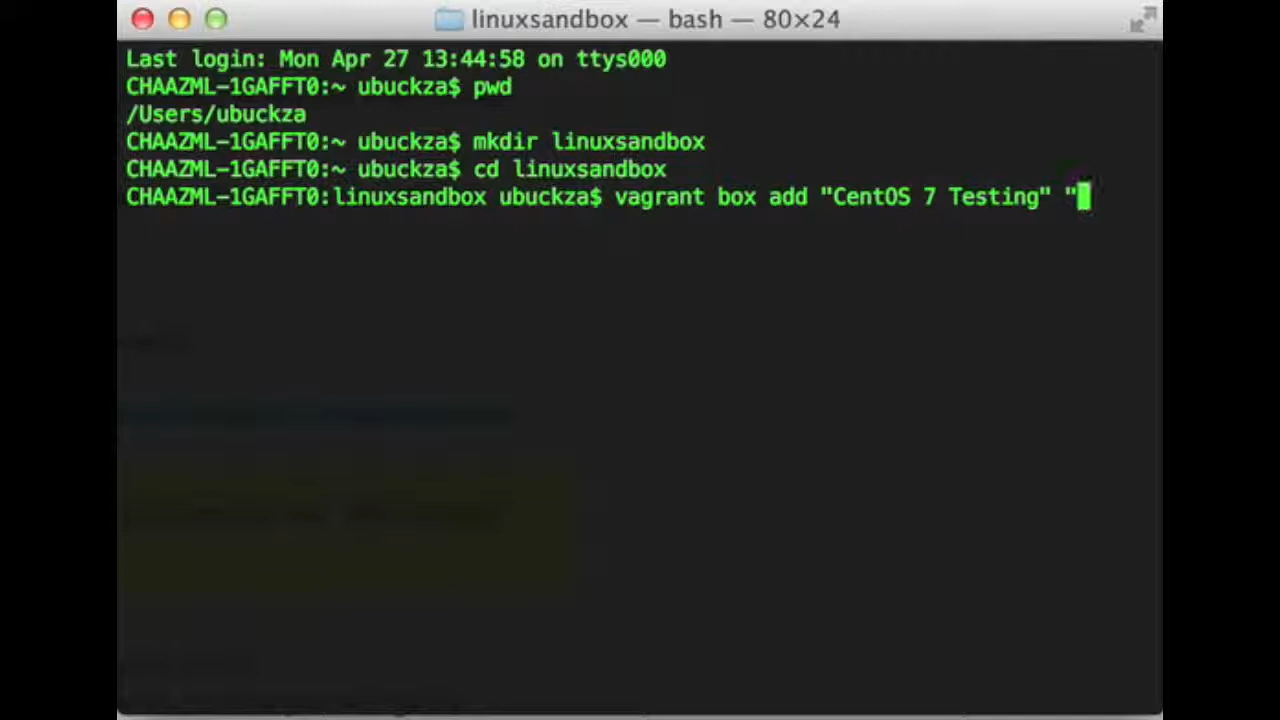 linuxsandbox — bash — 80×24
Last login: Mon Apr 27 13:44:58 on ttys000
CHAAZML-1GAFFT0:~ ubuckza$ pwd
/Users/ubuckza
CHAAZML-1GAFFT0:~ ubuckza$ mkdir linuxsandbox
CHAAZML-1GAFFT0:~ ubuckza$ cd linuxsandbox
CHAAZML-1GAFFT0:linuxsandbox ubuckza$ vagrant box add "CentOS 7 Testing" "